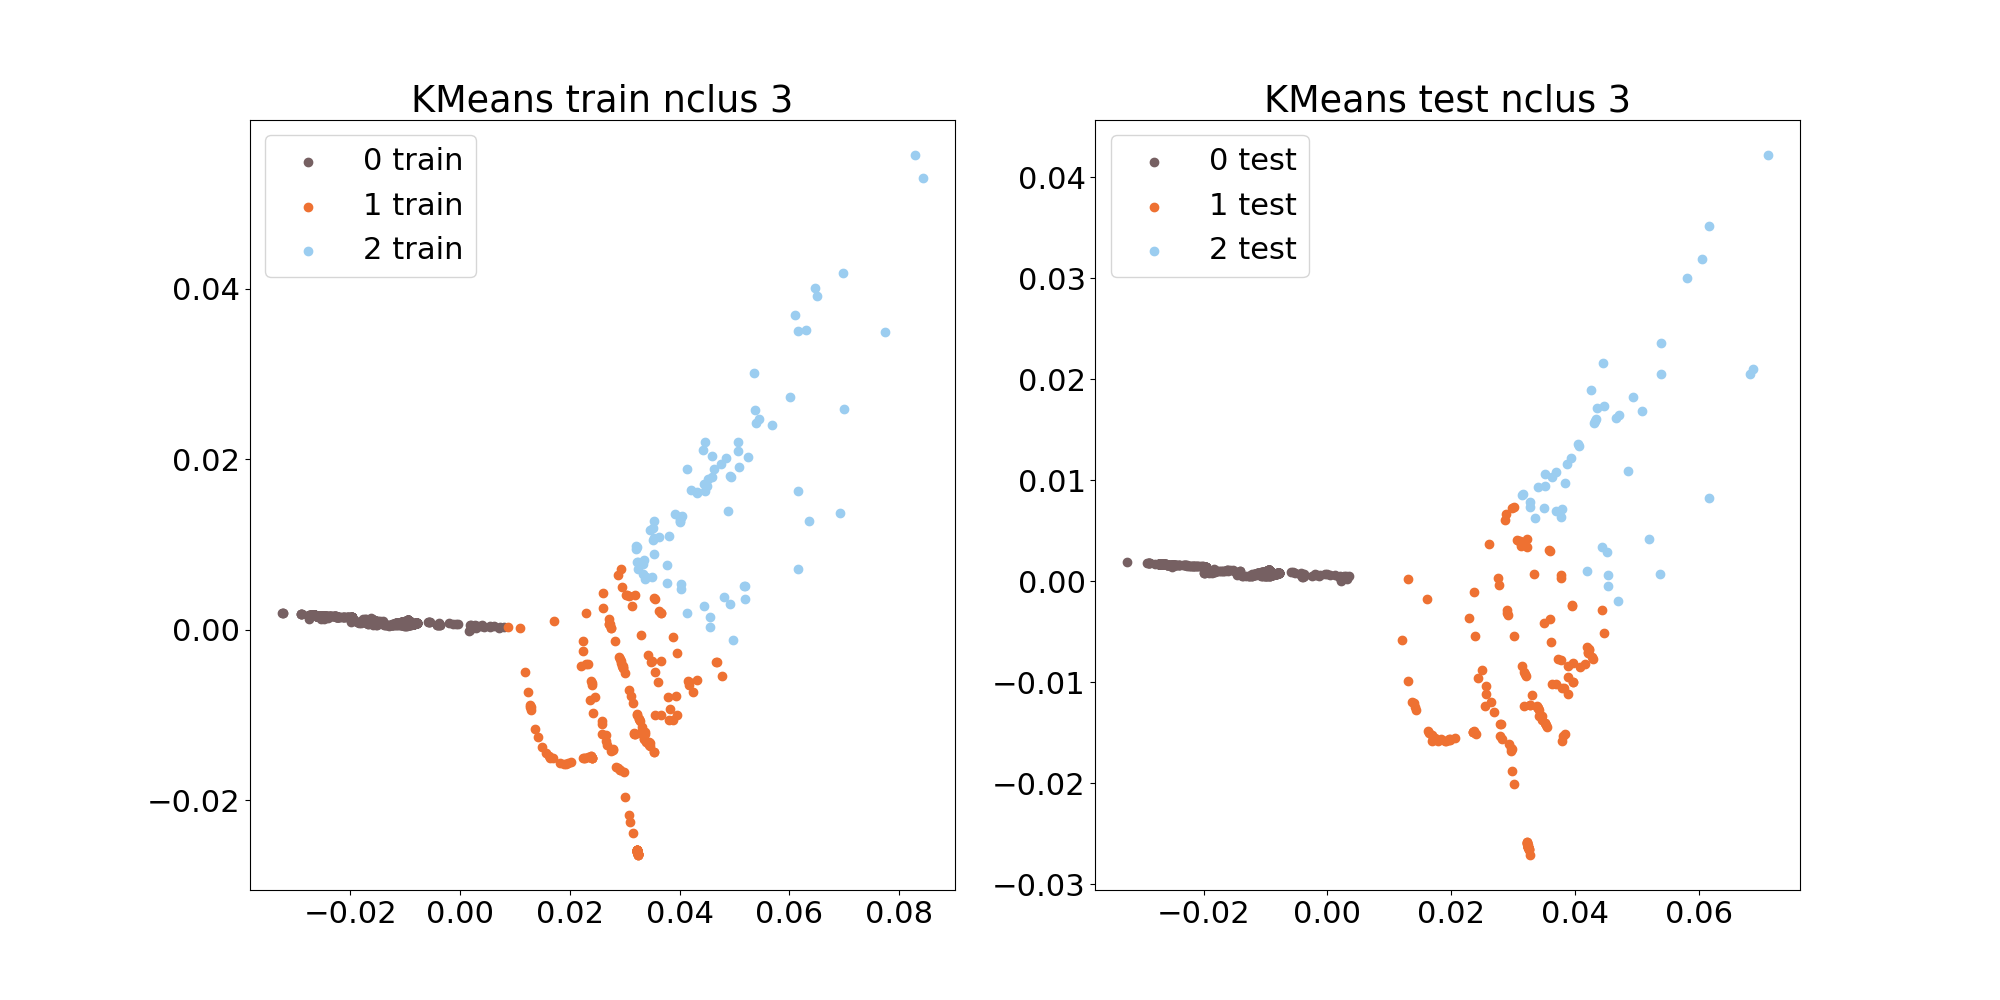 KMeans train nclus 3
0 train
1 train
2 train
0.04
0.02
0.00
−0.02
−0.02 0.00 0.02 0.04 0.06 0.08
KMeans test nclus 3
0 test
1 test
2 test
0.04
0.03
0.02
0.01
0.00
−0.01
−0.02
−0.03
−0.02 0.00 0.02 0.04 0.06